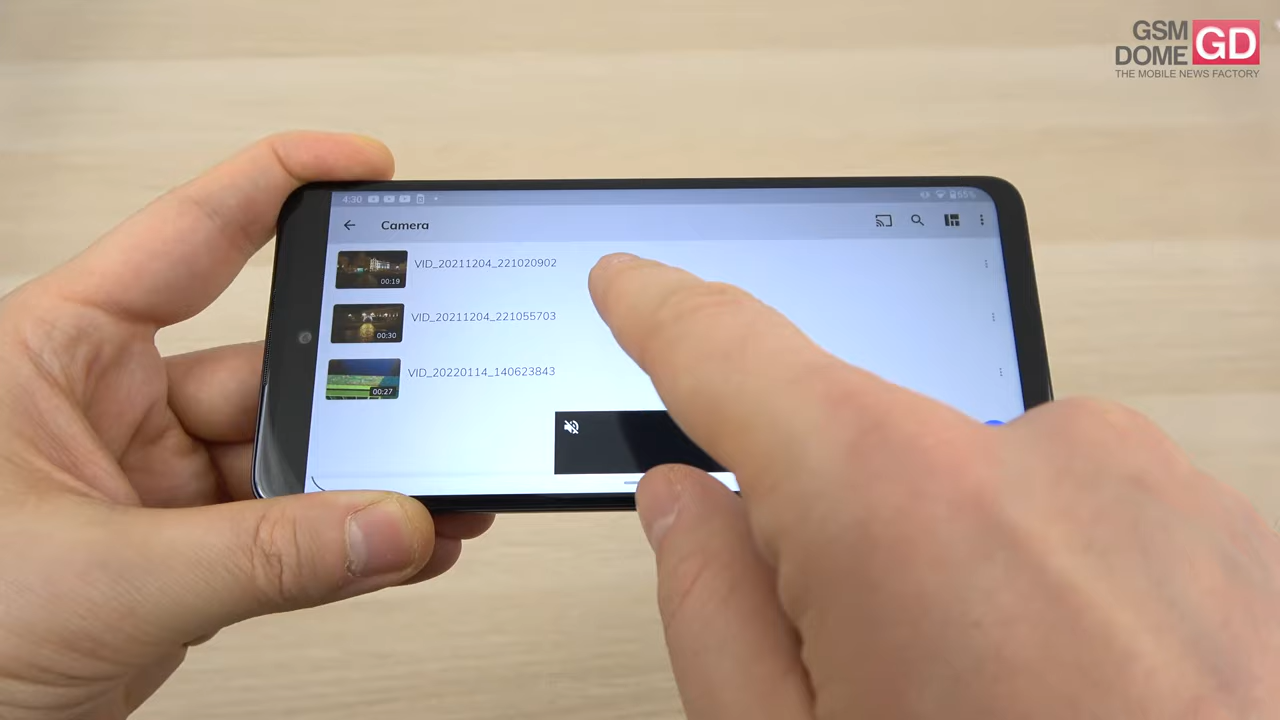 GSM
DOME
GD
THE MOBILE NEWS FACTORY
4:30
55%
Camera
VID_20211204_221020902
00:19
VID_20211204_221055703
00:30
VID_20220114_140623843
00:27